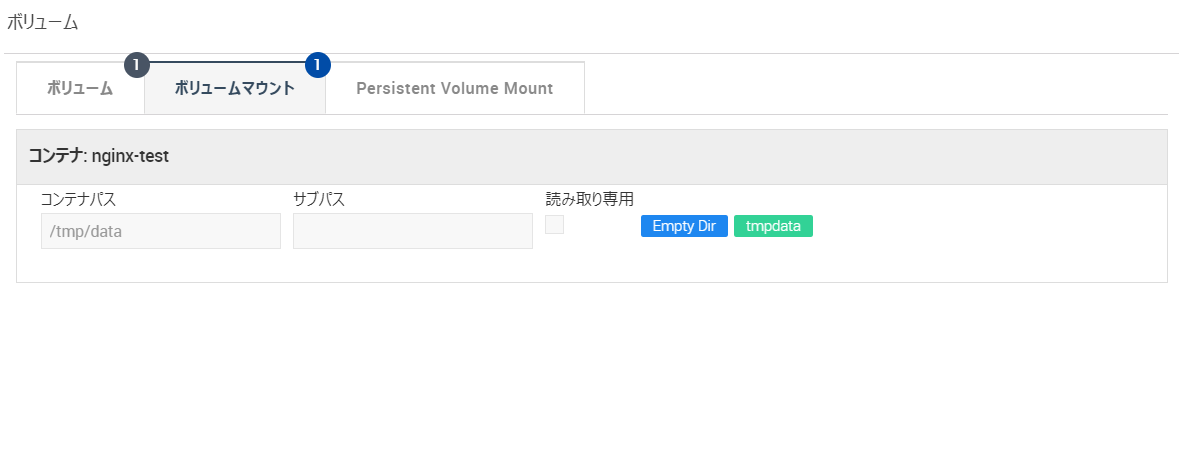 ボリューム
1 1
ボリューム ボリュームマウント Persistent Volume Mount
コンテナ: nginx-test
コンテナパス サブパス 読み取り専用
/tmp/data Empty Dir tmpdata